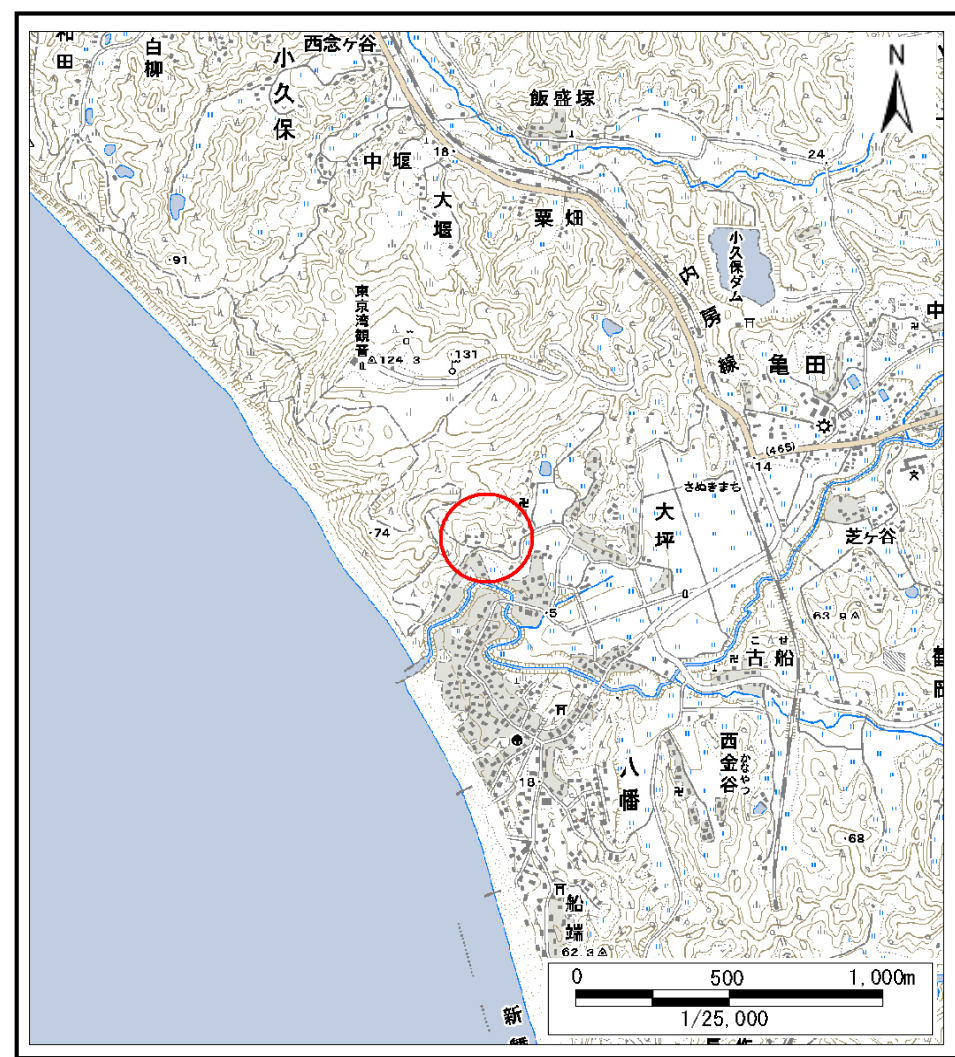 和田
白柳
小久保
西念ヶ谷
飯盛塚
N
中堰
18
24
大堰
粟畑
小久保ダム
91
東京湾観音
124.3
131
内房線
亀田
中
(465)
14
さぬきまち
大坪
芝ヶ谷
74
5
63.9
こせ
古船
鶴岡
西金谷
かなやつ
八幡
18
68
船端
62.3
新
0 500 1,000m
1/25,000